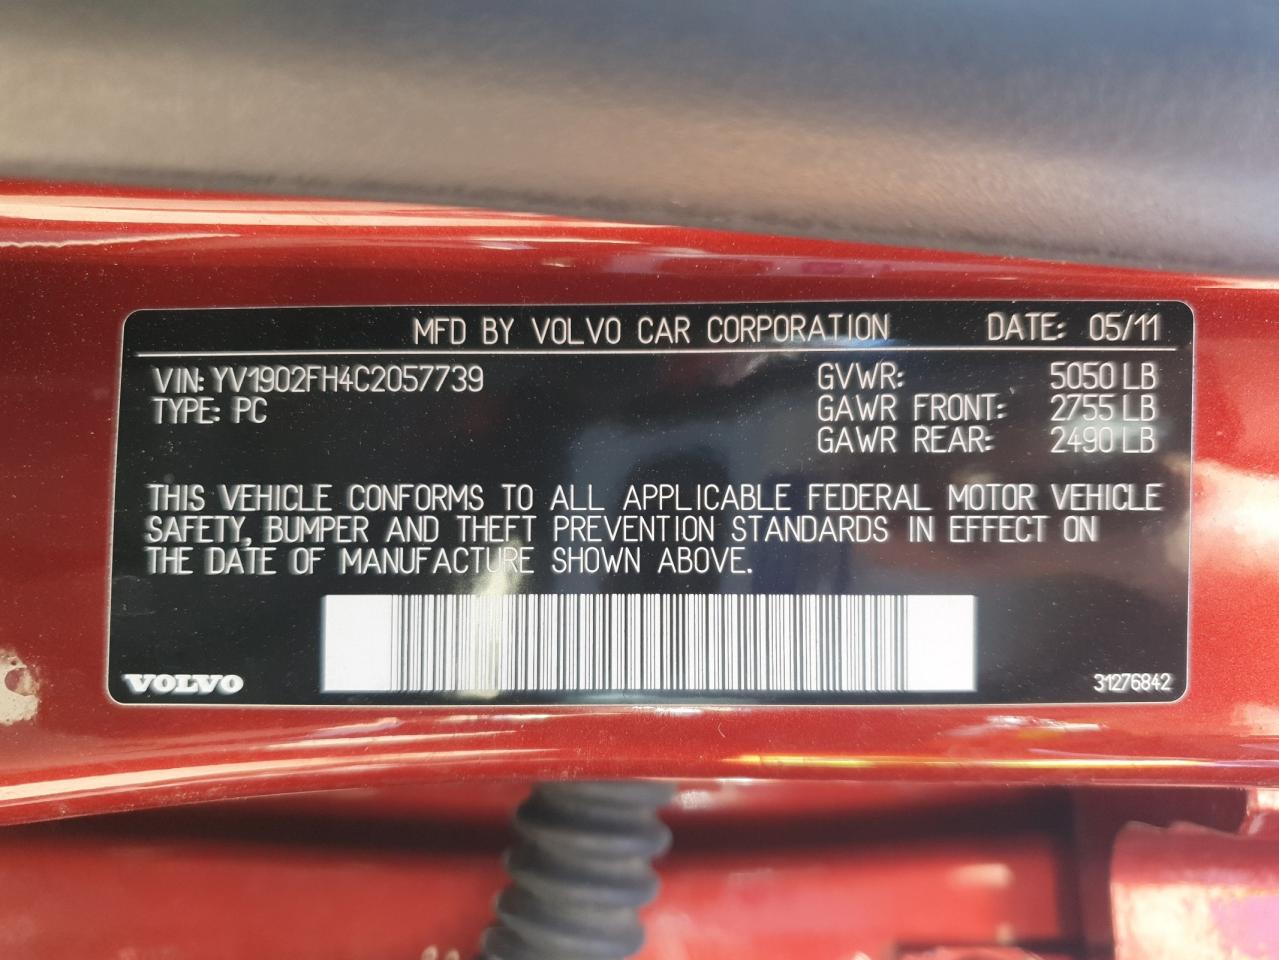 MFD BY VOLVO CAR CORPORATION DATE: 05/11
VIN: YV1902FH4C2057739 GVWR: 5050 LB
TYPE: PC GAWR FRONT: 2755 LB
GAWR REAR: 2490 LB
THIS VEHICLE CONFORMS TO ALL APPLICABLE FEDERAL MOTOR VEHICLE
SAFETY, BUMPER AND THEFT PREVENTION STANDARDS IN EFFECT ON
THE DATE OF MANUFACTURE SHOWN ABOVE.
VOLVO 31276842